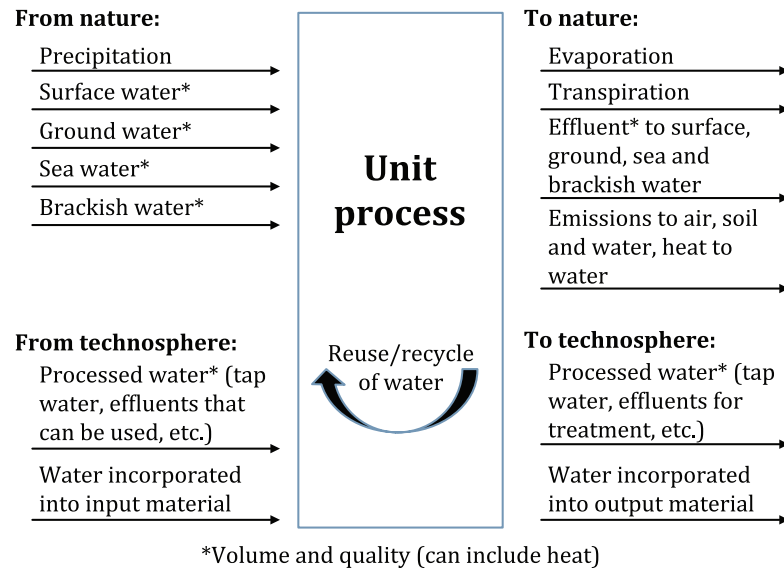 From nature:
Precipitation
Surface water*
Ground water*
Sea water*
Brackish water*
From technosphere:
Processed water* (tap
water, effluents that
can be used, etc.)
Water incorporated
into input material
Unit
process
Reuse/recycle
of water
To nature:
Evaporation
Transpiration
Effluent* to surface,
ground, sea and
brackish water
Emissions to air, soil
and water, heat to
water
To technosphere:
Processed water* (tap
water, effluents for
treatment, etc.)
Water incorporated
into output material
*Volume and quality (can include heat)